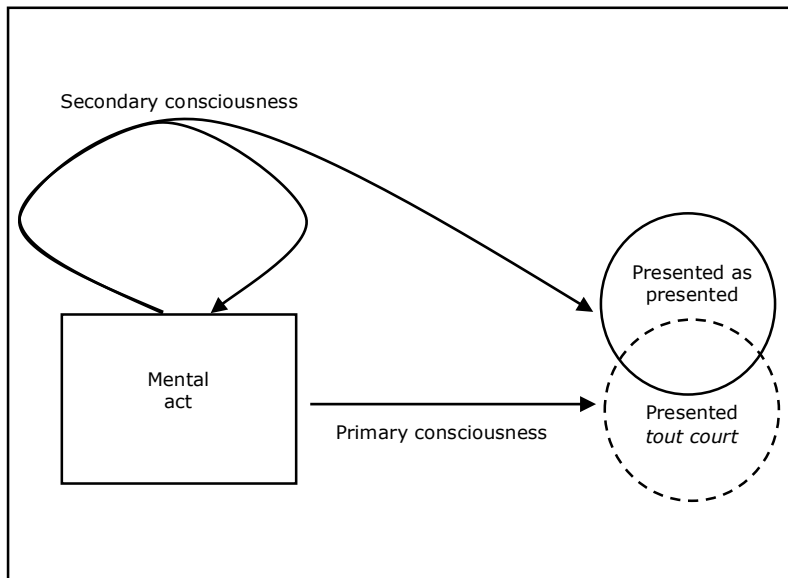 Secondary consciousness
Presented as
presented
Mental
act
Presented
tout court
Primary consciousness